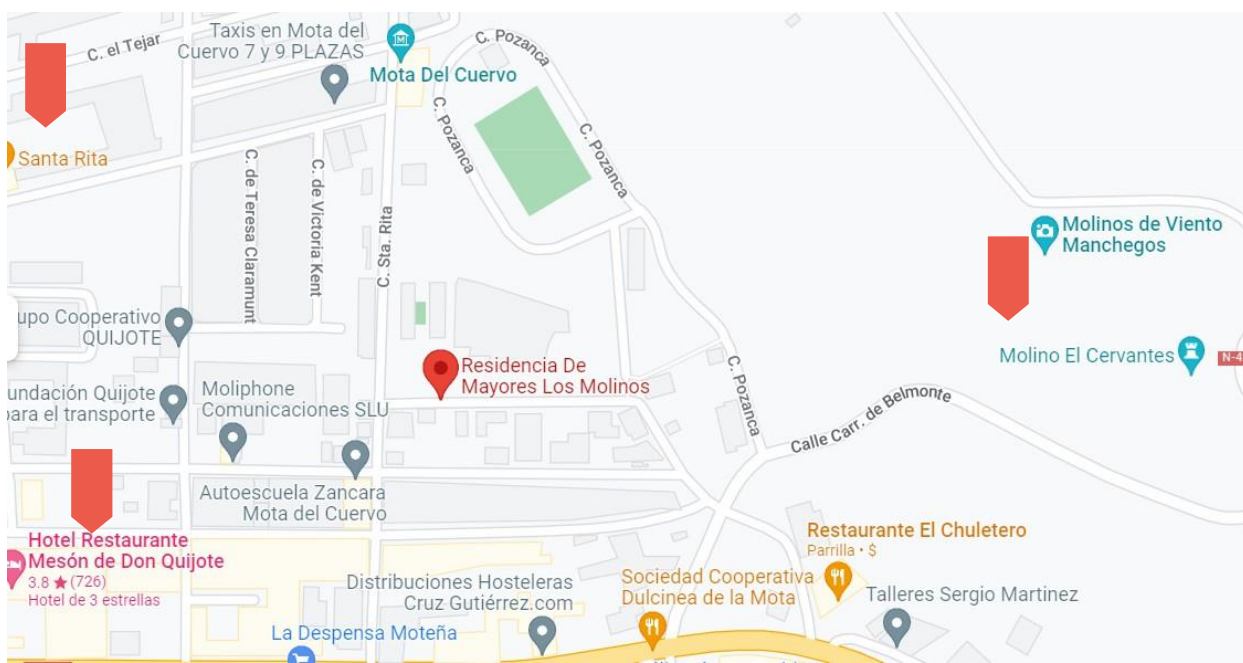 C. el Tejar
Taxis en Mota del
Cuervo 7 y 9 PLAZAS
Mota Del Cuervo
C. Pozanca
C. Pozanca
C. Pozanca
Santa Rita
C. de Teresa Claramunt
C. de Victoria Kent
C. Sta. Rita
Molinos de Viento
Manchegos
upo Cooperativo
QUIJOTE
Residencia De
Mayores Los Molinos
Molino El Cervantes
N-4
undación Quijote
para el transporte
Moliphone
Comunicaciones SLU
C. Pozanca
Calle Carr. de Belmonte
Autoescuela Zancara
Mota del Cuervo
Hotel Restaurante
Mesón de Don Quijote
3.8 ★ (726)
Hotel de 3 estrellas
Restaurante El Chuletero
Parrilla • $
Distribuciones Hosteleras
Cruz Gutiérrez.com
Sociedad Cooperativa
Dulcinea de la Mota
Talleres Sergio Martinez
La Despensa Moteña